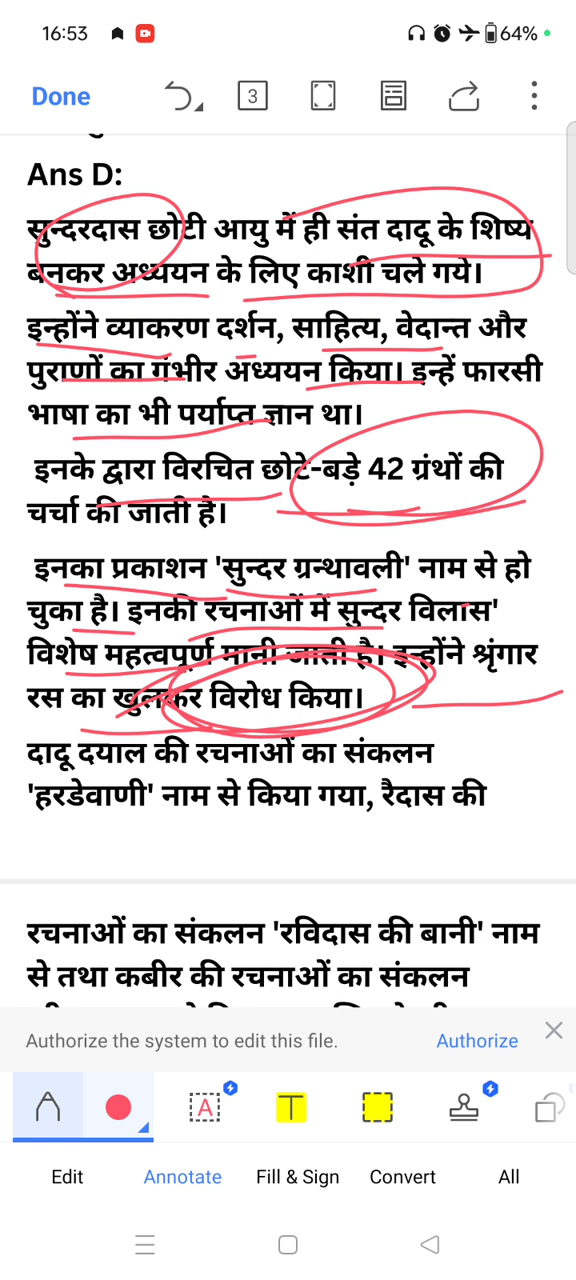 16:53
64%
Done
3
Ans D:
सुन्दरदास छोटी आयु में ही संत दादू के शिष्य
बनकर अध्ययन के लिए काशी चले गये।
इन्होंने व्याकरण दर्शन, साहित्य, वेदान्त और
पुराणों का गंभीर अध्ययन किया। इन्हें फारसी
भाषा का भी पर्याप्त ज्ञान था।
इनके द्वारा विरचित छोटे-बड़े 42 ग्रंथों की
चर्चा की जाती है।
इनका प्रकाशन 'सुन्दर ग्रन्थावली' नाम से हो
चुका है। इनकी रचनाओं में सुन्दर विलास'
विशेष महत्वपूर्ण मानी जाती है। इन्होंने श्रृंगार
रस का खुलकर विरोध किया।
दादू दयाल की रचनाओं का संकलन
'हरडेवाणी' नाम से किया गया, रैदास की
रचनाओं का संकलन 'रविदास की बानी' नाम
से तथा कबीर की रचनाओं का संकलन
Authorize the system to edit this file.
Authorize
A
T
Edit
Annotate
Fill & Sign
Convert
All